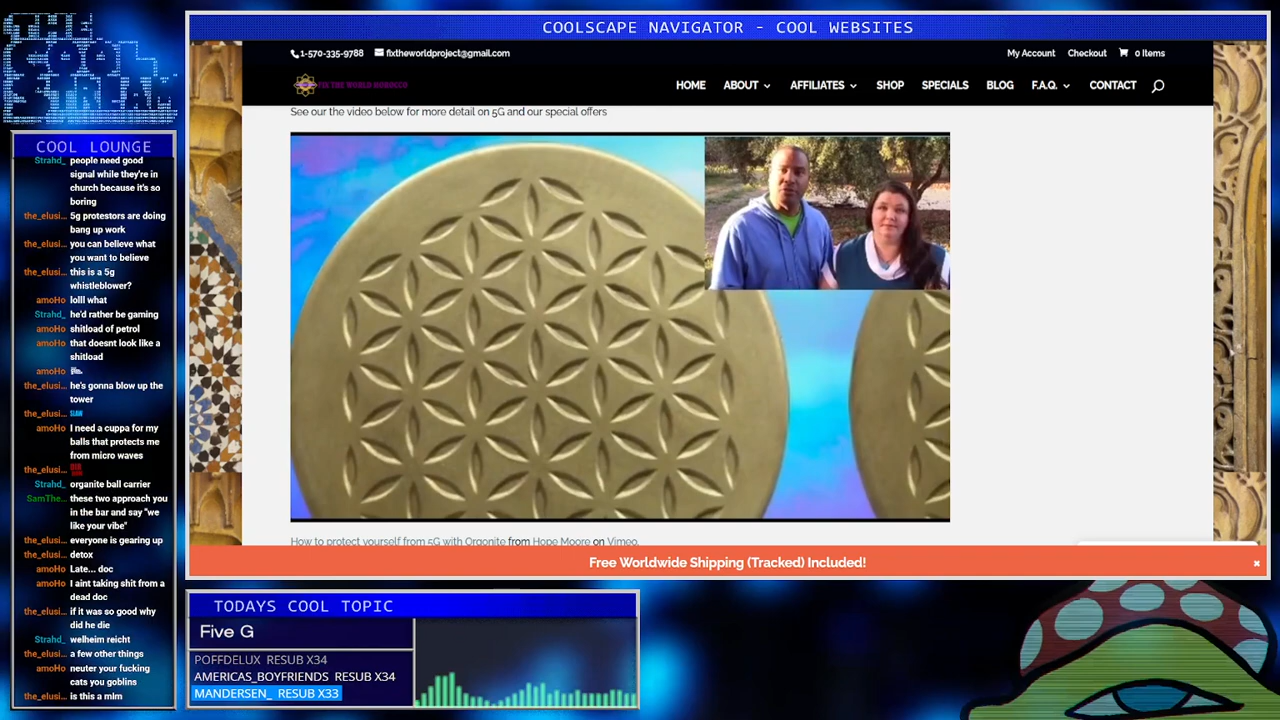 COOLSCAPE NAVIGATOR - COOL WEBSITES
1-570-335-9788 fixtheworldproject@gmail.com
My Account Checkout 0 Items
FIX THE WORLD MOROCCO
HOME ABOUT AFFILIATES SHOP SPECIALS BLOG F.A.Q. CONTACT
See our the video below for more detail on 5G and our special offers
How to protect yourself from 5G with Orgonite from Hope Moore on Vimeo.
Free Worldwide Shipping (Tracked) Included!
COOL LOUNGE
Strahd_ people need good
signal while they're in
church because it's so
boring
the_elusi... 5g protestors are doing
bang up work
the_elusi... you can believe what
you want to believe
the_elusi... this is a 5g
whistleblower?
amoHo lolll what
Strahd_ he'd rather be gaming
amoHo shitload of petrol
amoHo that doesnt look like a
shitload
amoHo
the_elusi... he's gonna blow up the
tower
the_elusi...
amoHo I need a cuppa for my
balls that protects me
from micro waves
the_elusi...
Strahd_ organite ball carrier
SamThe... these two approach you
in the bar and say "we
like your vibe"
the_elusi... everyone is gearing up
the_elusi... detox
amoHo Late... doc
amoHo I aint taking shit from a
dead doc
the_elusi... if it was so good why
did he die
Strahd_ welheim reicht
the_elusi... a few other things
amoHo neuter your fucking
cats you goblins
the_elusi... is this a mlm
TODAYS COOL TOPIC
Five G
POFFDELUX RESUB X34
AMERICAS_BOYFRIENDS RESUB X34
MANDERSEN_ RESUB X33